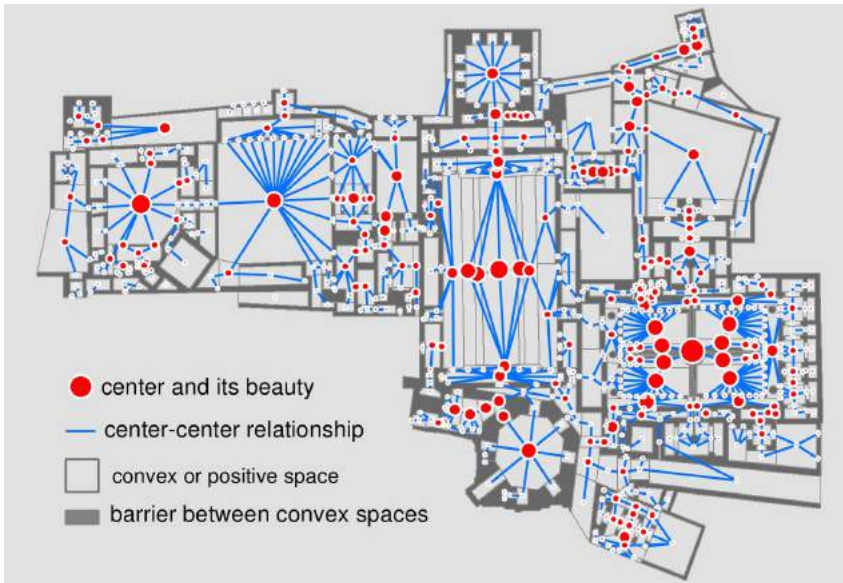 center and its beauty
center-center relationship
convex or positive space
barrier between convex spaces